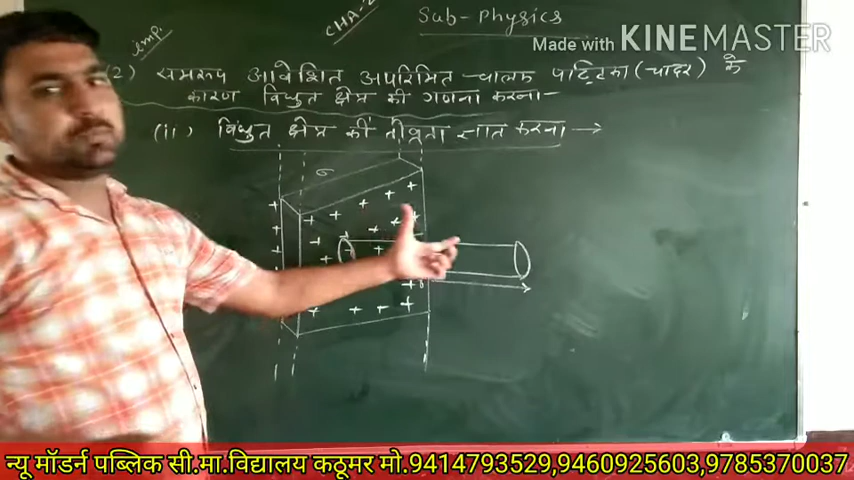 Sub-Physics
CHA-2
imp
Made with KINEMASTER
(2) समरूप आवेशित अपरिमित चालक पट्टिका (चादर) के
कारण विद्युत क्षेत्र की गणना करना-
(ii) विद्युत क्षेत्र की तीव्रता ज्ञात करना →
σ
न्यू मॉडर्न पब्लिक सी.मा.विद्यालय कठूमर मो.9414793529,9460925603,9785370037